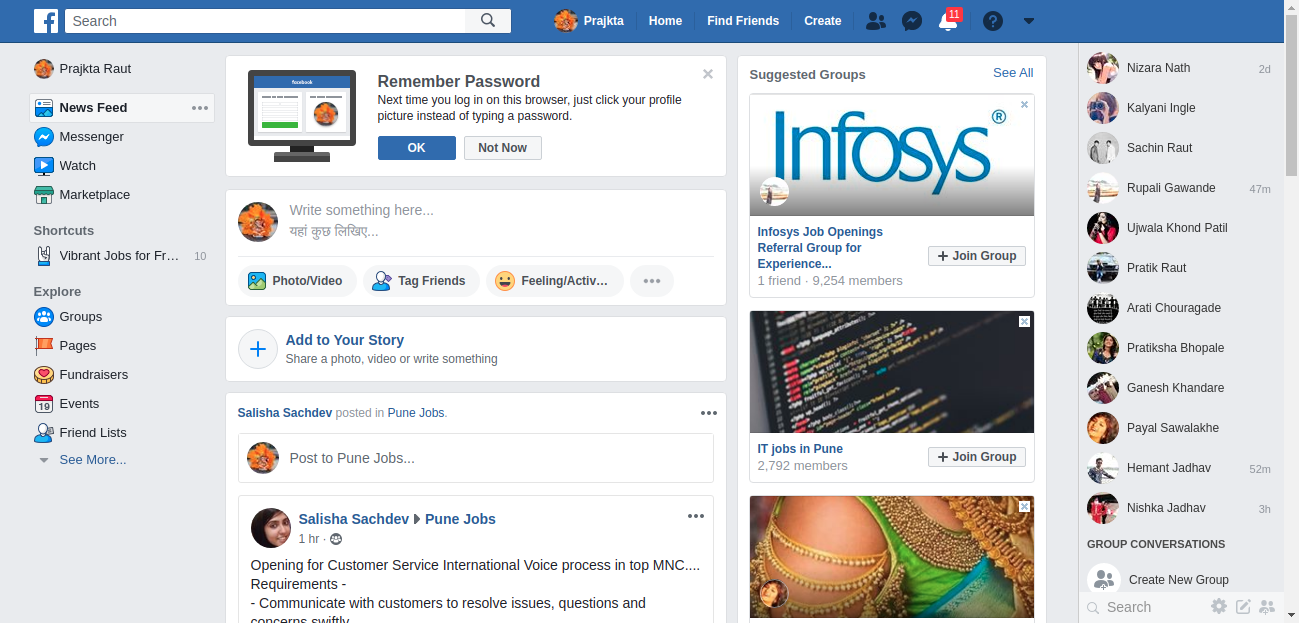 Search
Prajkta
Home
Find Friends
Create
11
Prajkta Raut
News Feed
Messenger
Watch
Marketplace
Shortcuts
Vibrant Jobs for Fr... 10
Explore
Groups
Pages
Fundraisers
19 Events
Friend Lists
See More...
facebook
Remember Password
Next time you log in on this browser, just click your profile
picture instead of typing a password.
OK
Not Now
Write something here...
यहां कुछ लिखिए...
Photo/Video
Tag Friends
Feeling/Activ...
Add to Your Story
Share a photo, video or write something
Salisha Sachdev posted in Pune Jobs.
Post to Pune Jobs...
Salisha Sachdev Pune Jobs
1 hr ·
Opening for Customer Service International Voice process in top MNC....
Requirements -
- Communicate with customers to resolve issues, questions and
concerns swiftly
Suggested Groups
See All
Infosys®
Infosys Job Openings
Referral Group for
Experience...
1 friend · 9,254 members
+ Join Group
IT jobs in Pune
2,792 members
+ Join Group
Nizara Nath 2d
Kalyani Ingle
Sachin Raut
Rupali Gawande 47m
Ujwala Khond Patil
Pratik Raut
Arati Chouragade
Pratiksha Bhopale
Ganesh Khandare
Payal Sawalakhe
Hemant Jadhav 52m
Nishka Jadhav 3h
GROUP CONVERSATIONS
Create New Group
Search